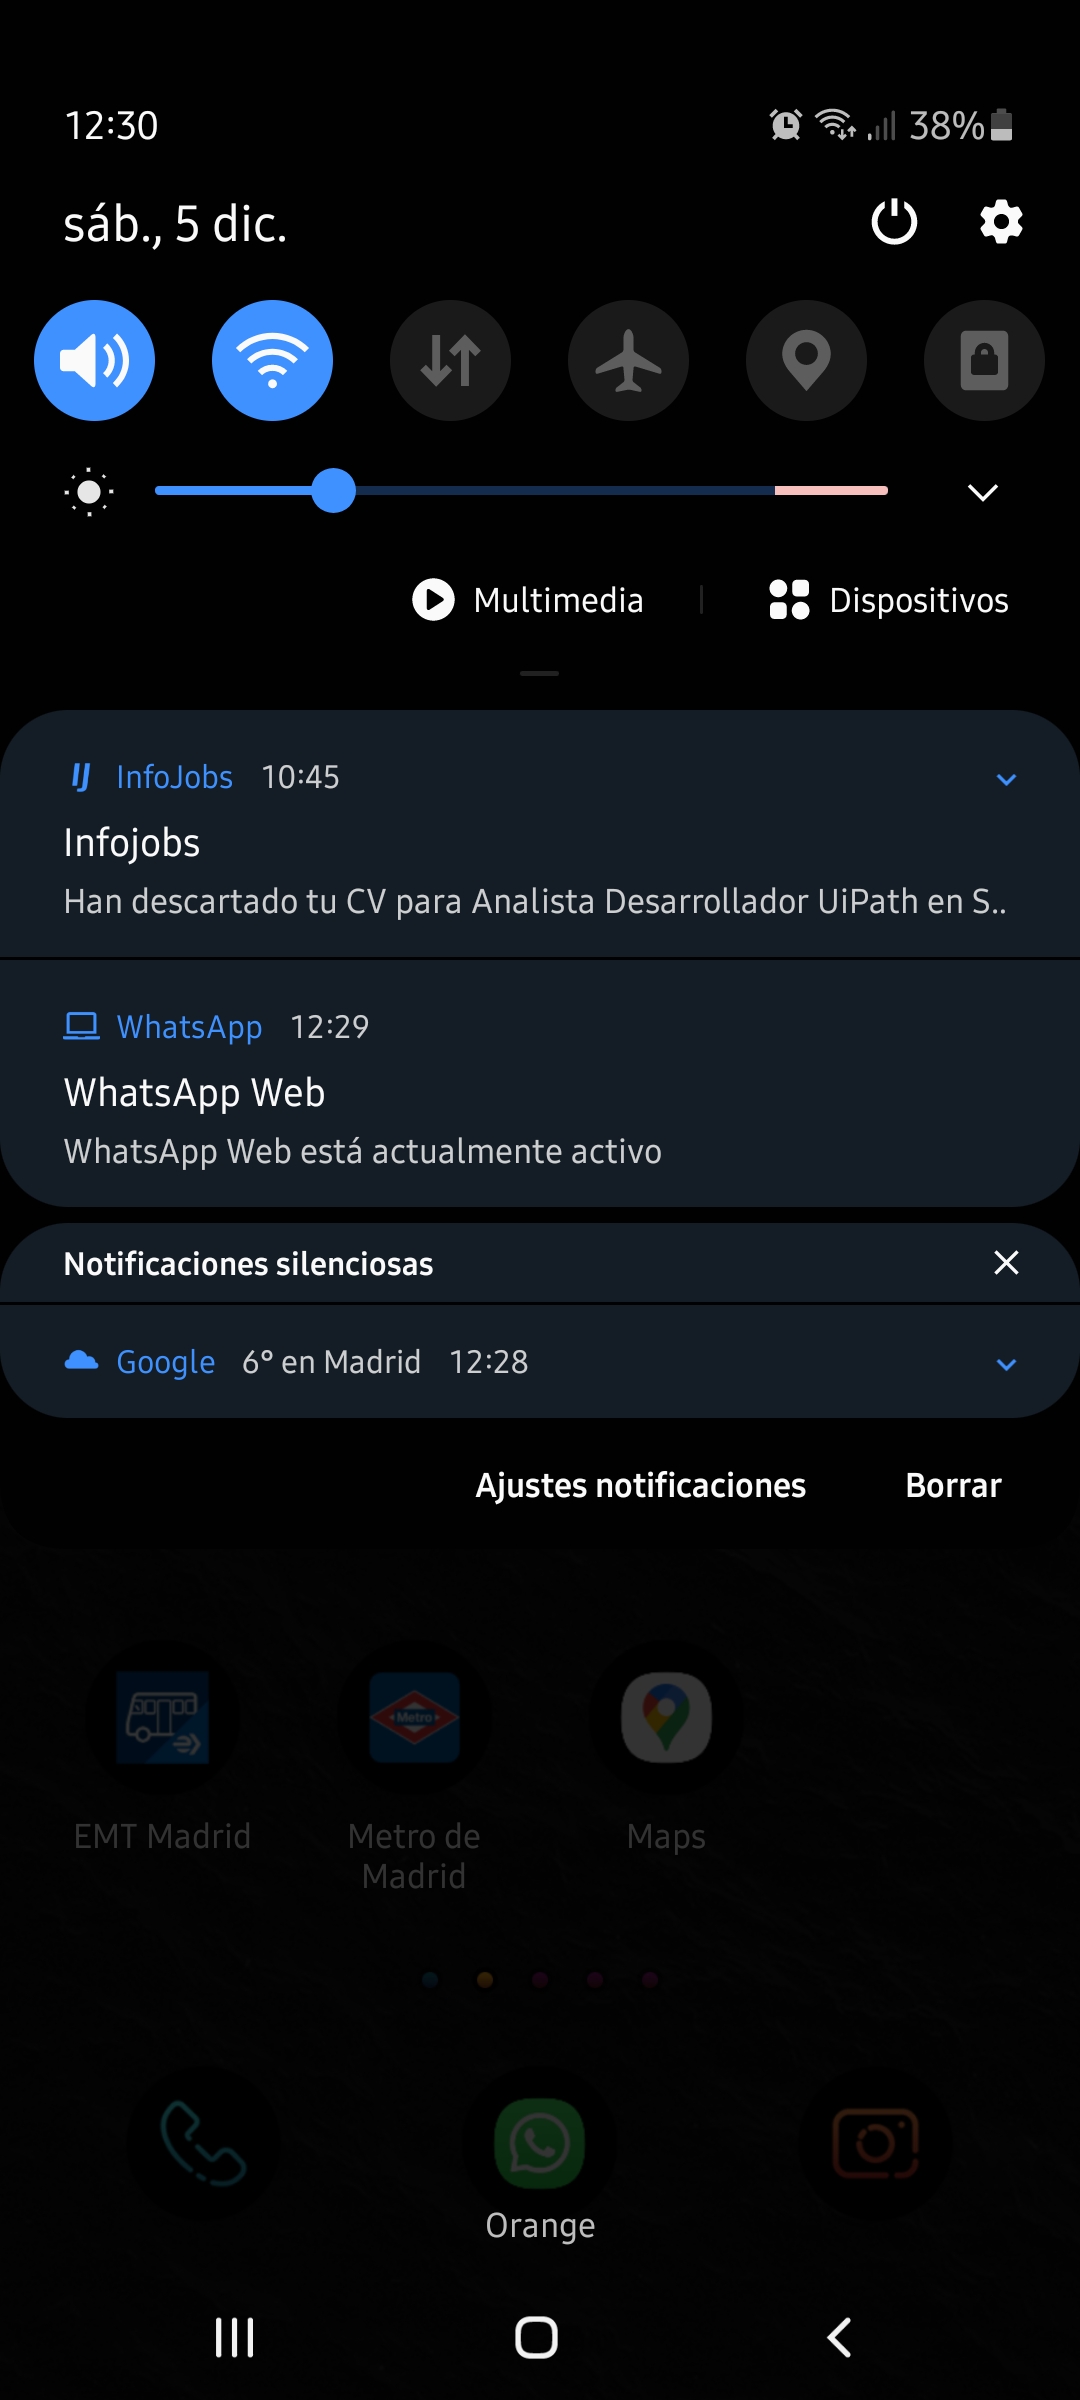 12:30
38%
sáb., 5 dic.
Multimedia
Dispositivos
InfoJobs 10:45
Infojobs
Han descartado tu CV para Analista Desarrollador UiPath en S..
WhatsApp 12:29
WhatsApp Web
WhatsApp Web está actualmente activo
Notificaciones silenciosas
Google 6° en Madrid 12:28
Ajustes notificaciones
Borrar
Metro
EMT Madrid
Metro de
Madrid
Maps
Orange